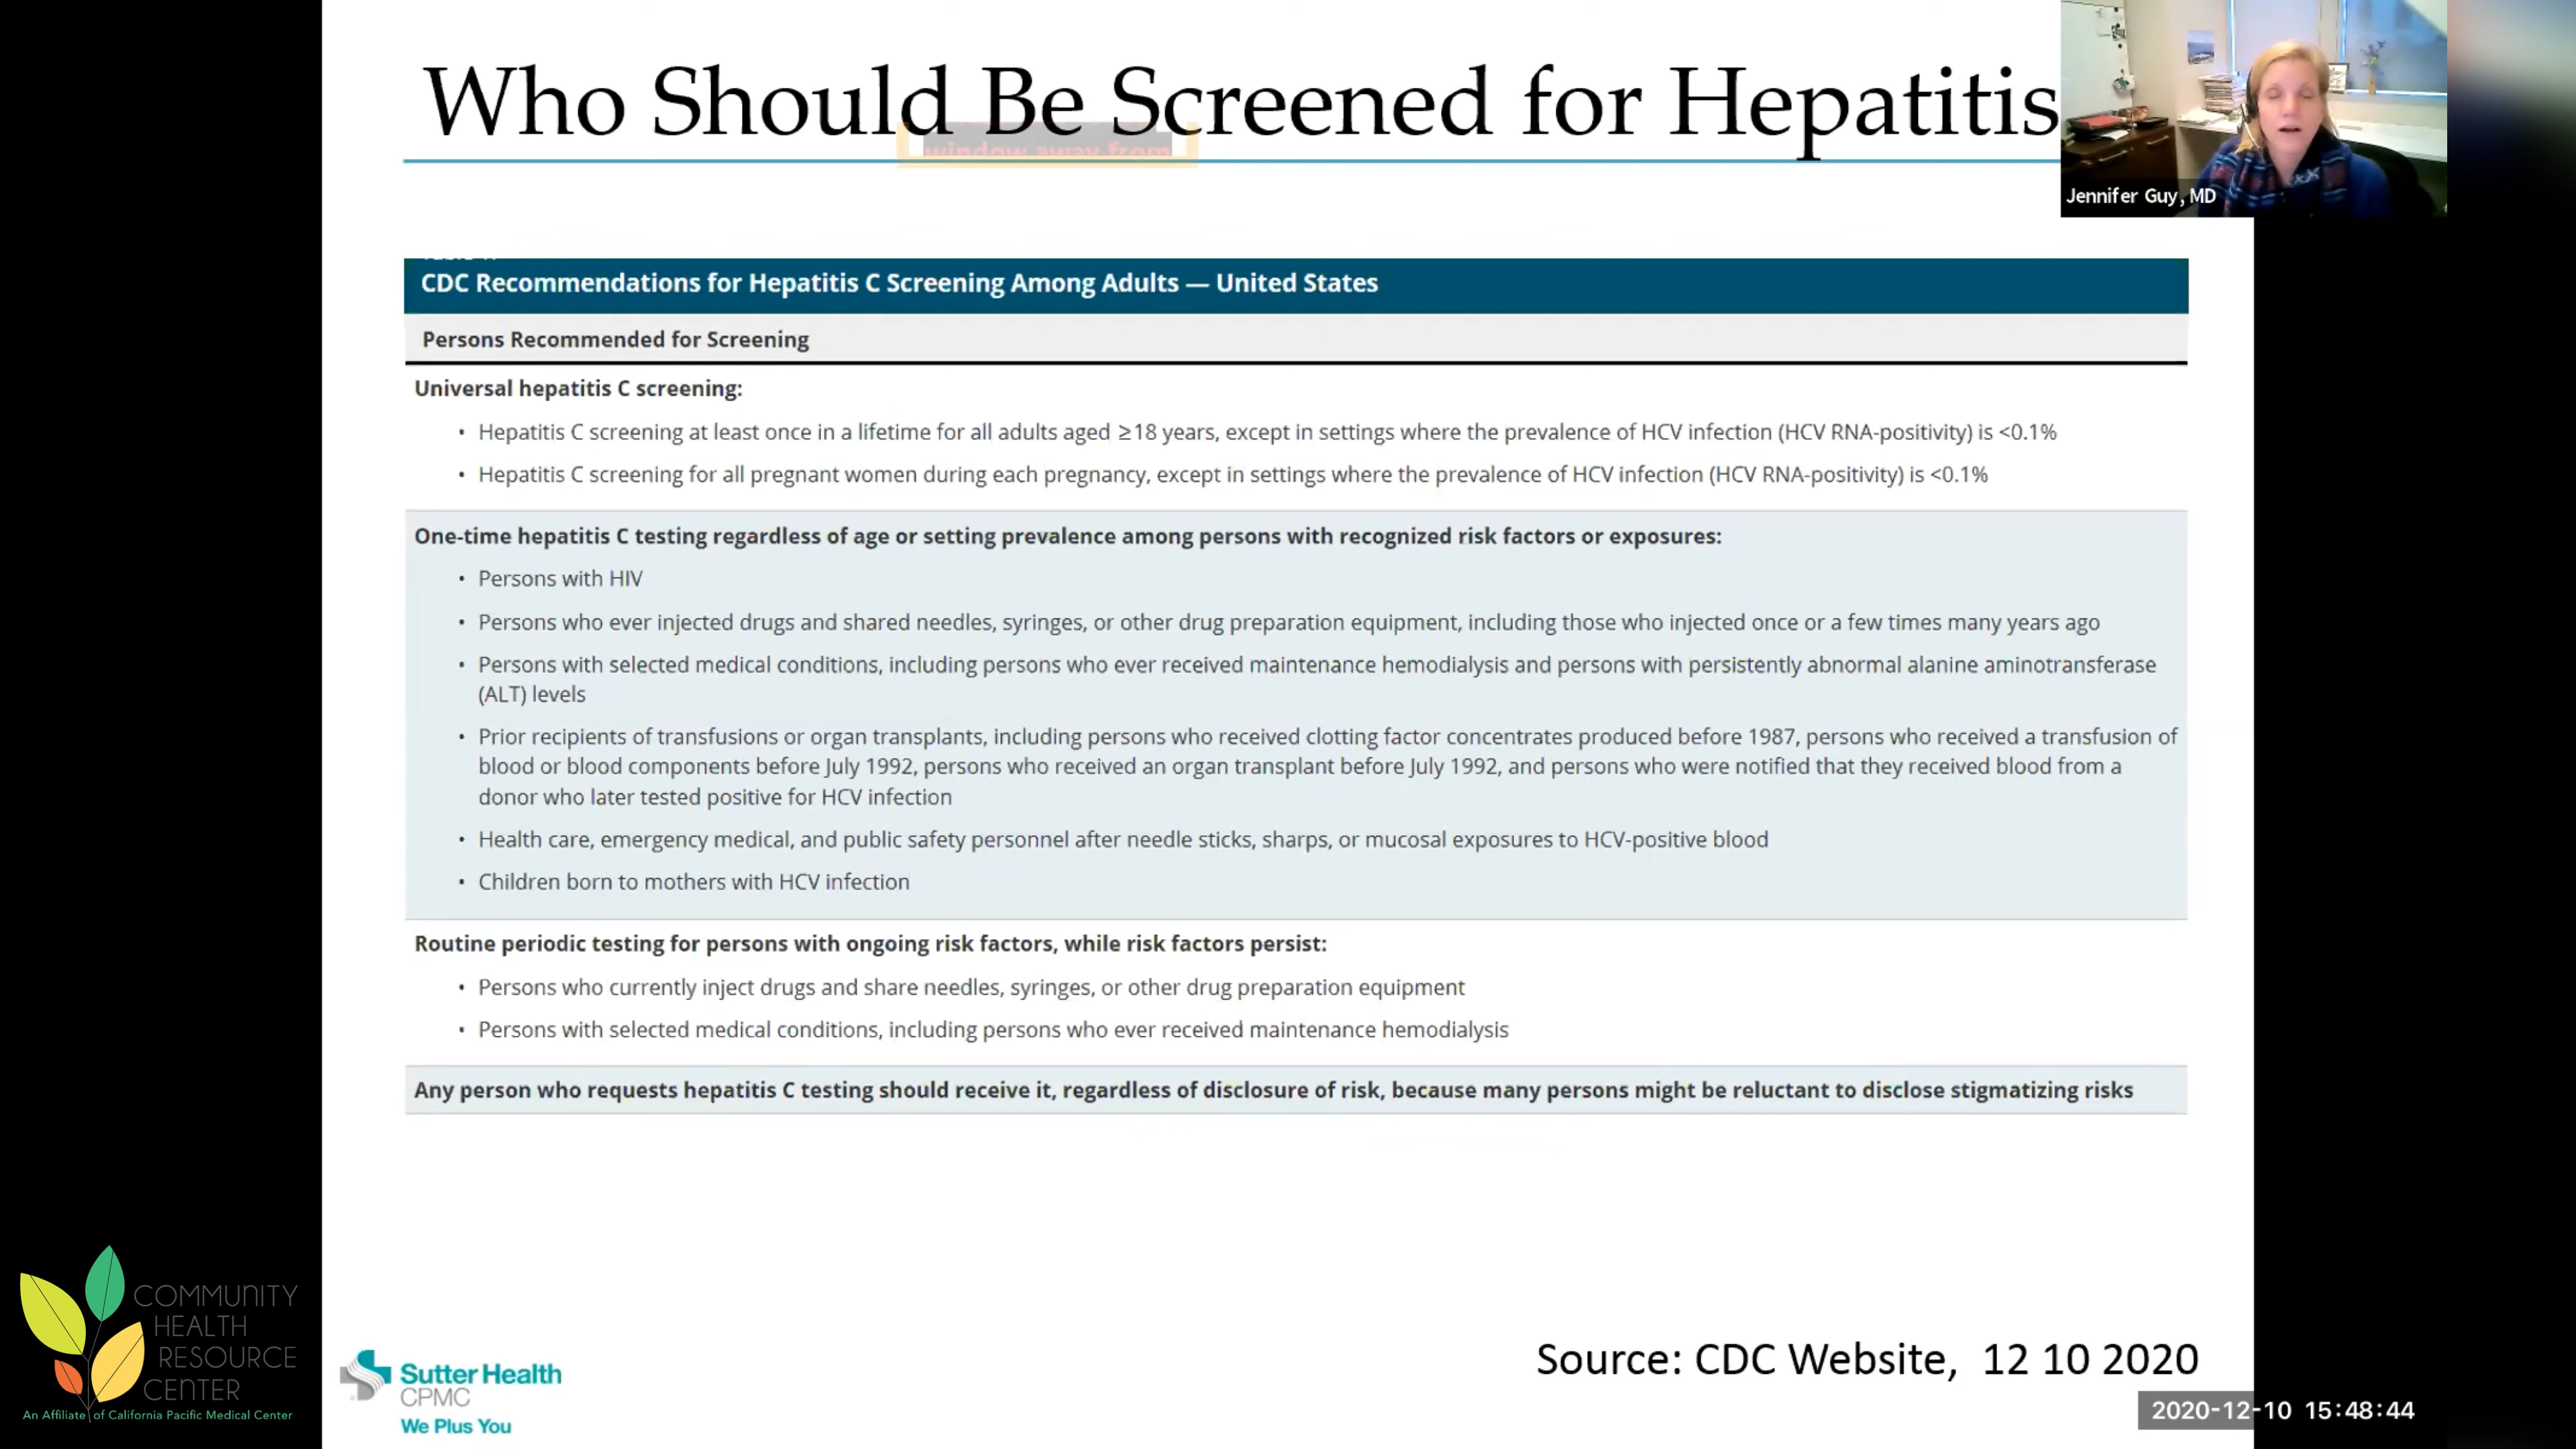 Who Should Be Screened for Hepatitis
window away from
Jennifer Guy, MD
CDC Recommendations for Hepatitis C Screening Among Adults — United States
Persons Recommended for Screening
Universal hepatitis C screening:
• Hepatitis C screening at least once in a lifetime for all adults aged ≥18 years, except in settings where the prevalence of HCV infection (HCV RNA-positivity) is <0.1%
• Hepatitis C screening for all pregnant women during each pregnancy, except in settings where the prevalence of HCV infection (HCV RNA-positivity) is <0.1%
One-time hepatitis C testing regardless of age or setting prevalence among persons with recognized risk factors or exposures:
• Persons with HIV
• Persons who ever injected drugs and shared needles, syringes, or other drug preparation equipment, including those who injected once or a few times many years ago
• Persons with selected medical conditions, including persons who ever received maintenance hemodialysis and persons with persistently abnormal alanine aminotransferase
(ALT) levels
• Prior recipients of transfusions or organ transplants, including persons who received clotting factor concentrates produced before 1987, persons who received a transfusion of
blood or blood components before July 1992, persons who received an organ transplant before July 1992, and persons who were notified that they received blood from a
donor who later tested positive for HCV infection
• Health care, emergency medical, and public safety personnel after needle sticks, sharps, or mucosal exposures to HCV-positive blood
• Children born to mothers with HCV infection
Routine periodic testing for persons with ongoing risk factors, while risk factors persist:
• Persons who currently inject drugs and share needles, syringes, or other drug preparation equipment
• Persons with selected medical conditions, including persons who ever received maintenance hemodialysis
Any person who requests hepatitis C testing should receive it, regardless of disclosure of risk, because many persons might be reluctant to disclose stigmatizing risks
COMMUNITY
HEALTH
RESOURCE
CENTER
An Affiliate of California Pacific Medical Center
Sutter Health
CPMC
We Plus You
Source: CDC Website, 12 10 2020
2020-12-10 15:48:44